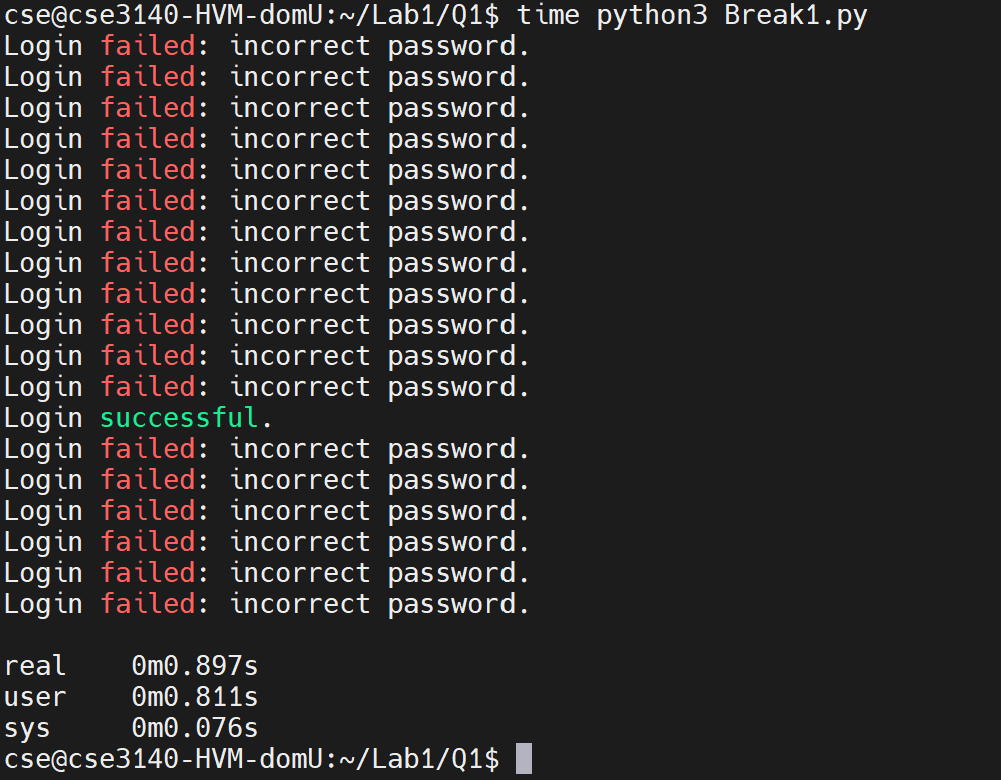 cse@cse3140-HVM-domU:~/Lab1/Q1$ time python3 Break1.py
Login failed: incorrect password.
Login failed: incorrect password.
Login failed: incorrect password.
Login failed: incorrect password.
Login failed: incorrect password.
Login failed: incorrect password.
Login failed: incorrect password.
Login failed: incorrect password.
Login failed: incorrect password.
Login failed: incorrect password.
Login failed: incorrect password.
Login failed: incorrect password.
Login successful.
Login failed: incorrect password.
Login failed: incorrect password.
Login failed: incorrect password.
Login failed: incorrect password.
Login failed: incorrect password.
Login failed: incorrect password.

real    0m0.897s
user    0m0.811s
sys     0m0.076s
cse@cse3140-HVM-domU:~/Lab1/Q1$